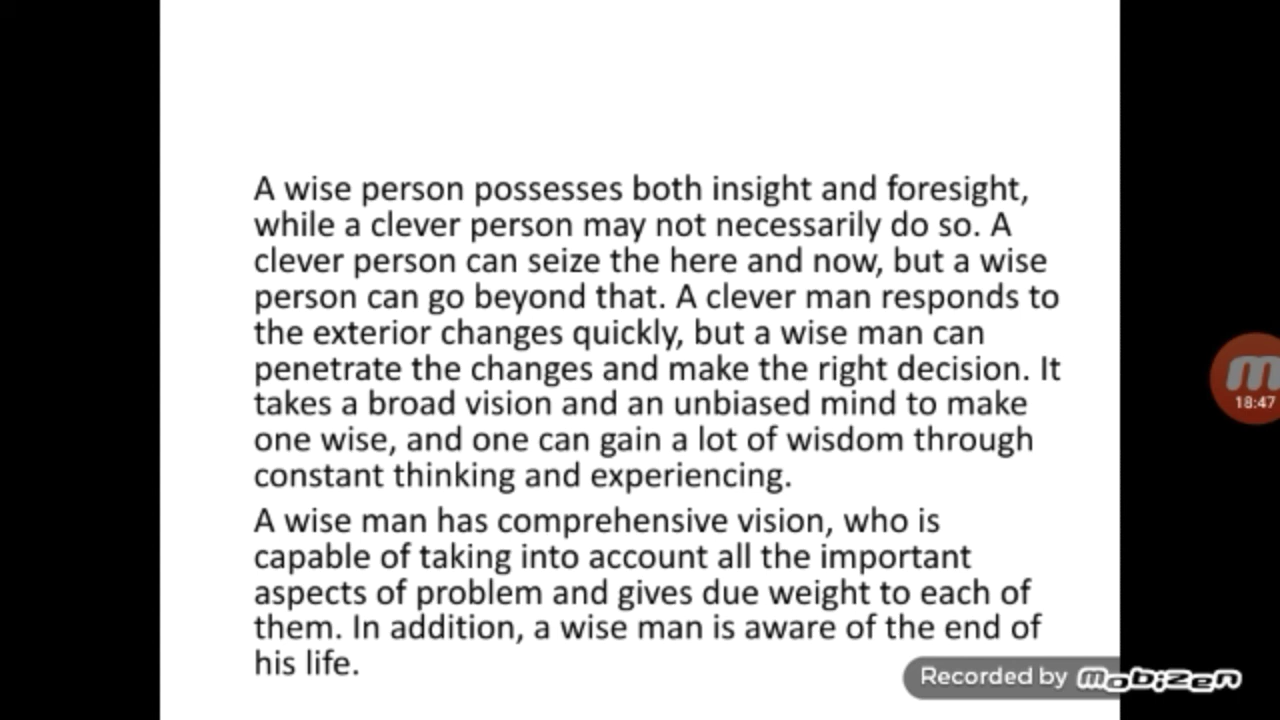 A wise person possesses both insight and foresight,
while a clever person may not necessarily do so. A
clever person can seize the here and now, but a wise
person can go beyond that. A clever man responds to
the exterior changes quickly, but a wise man can
penetrate the changes and make the right decision. It
takes a broad vision and an unbiased mind to make
one wise, and one can gain a lot of wisdom through
constant thinking and experiencing.
A wise man has comprehensive vision, who is
capable of taking into account all the important
aspects of problem and gives due weight to each of
them. In addition, a wise man is aware of the end of
his life.
18:47
Recorded by mobizen